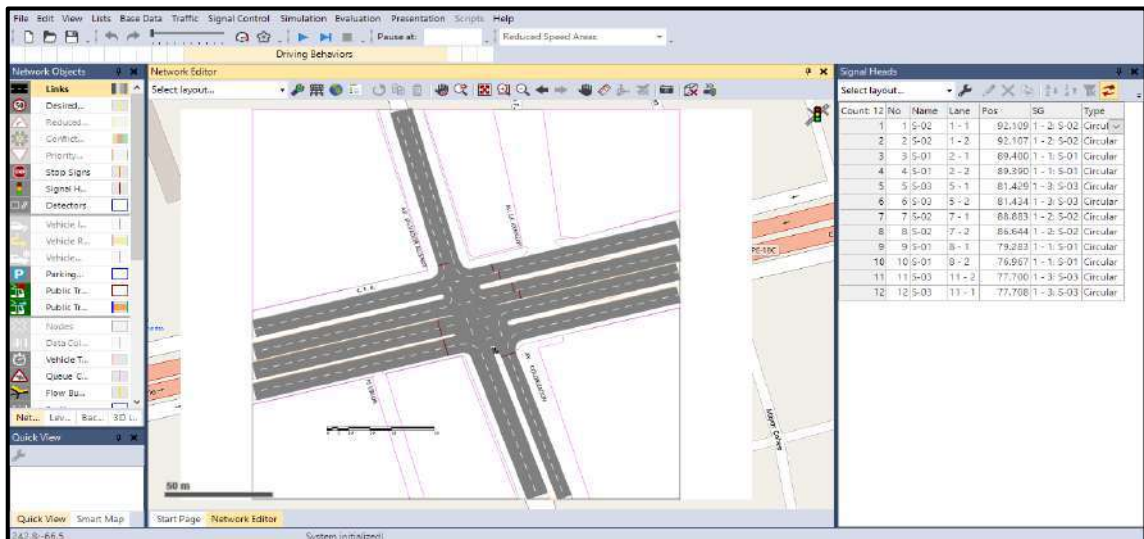 File Edit View Lists Base Data Traffic Signal Control Simulation Evaluation Presentation Scripts Help
Pause at: Reduced Speed Areas
Driving Behaviors
Network Objects
Links
Desired...
Reduced...
Conflict...
Priority...
Stop Signs
Signal H...
Detectors
Vehicle I...
Vehicle R...
Vehicle...
Parking...
Public Tr...
Public Tr...
Nodes
Data Col...
Vehicle T...
Queue C...
Flow Bu...
Net... Lev... Bac... 3D I...
Quick View
Quick View Smart Map
Network Editor
Select layout...
PE-10C
50 m
Start Page Network Editor
Signal Heads
Select layout...
Count: 12 No Name Lane Pos SG Type
1 1 S-02 1 - 1 92.109 1 - 2: S-02 Circul
2 2 S-02 1 - 2 92.107 1 - 2: S-02 Circular
3 3 S-01 2 - 1 89.400 1 - 1: S-01 Circular
4 4 S-01 2 - 2 89.390 1 - 1: S-01 Circular
5 5 S-03 5 - 1 81.429 1 - 3: S-03 Circular
6 6 S-03 5 - 2 81.434 1 - 3: S-03 Circular
7 7 S-02 7 - 1 88.883 1 - 2: S-02 Circular
8 8 S-02 7 - 2 86.644 1 - 2: S-02 Circular
9 9 S-01 8 - 1 79.283 1 - 1: S-01 Circular
10 10 S-01 8 - 2 76.967 1 - 1: S-01 Circular
11 11 S-03 11 - 2 77.700 1 - 3: S-03 Circular
12 12 S-03 11 - 1 77.708 1 - 3: S-03 Circular
242.8:-66.5 System initialized!